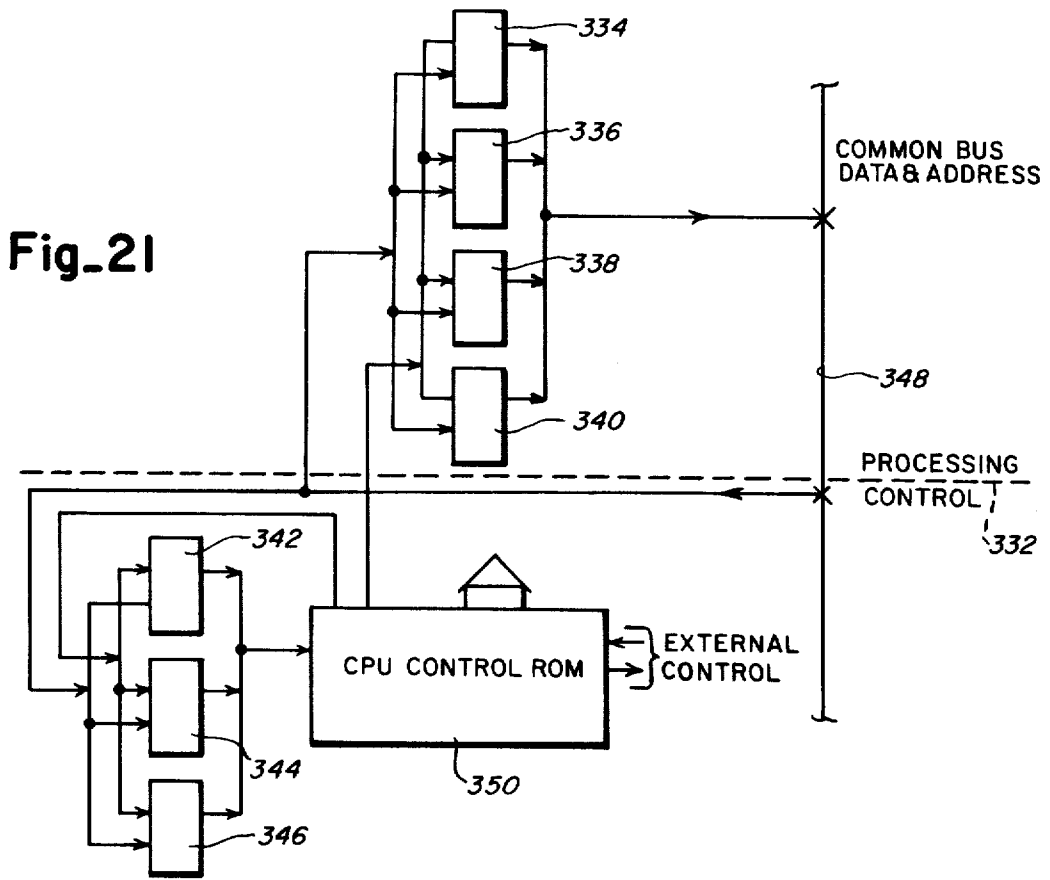 334
336
COMMON BUS
DATA & ADDRESS
Fig_21
338
348
340
PROCESSING
CONTROL
332
342
EXTERNAL
CONTROL
CPU CONTROL ROM
344
350
346